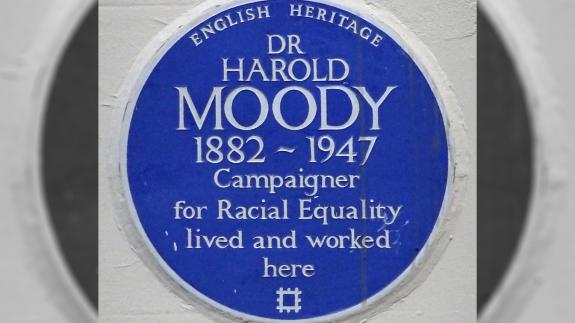 ENGLISH HERITAGE
DR
HAROLD
MOODY
1882 ~ 1947
Campaigner
for Racial Equality
lived and worked
here